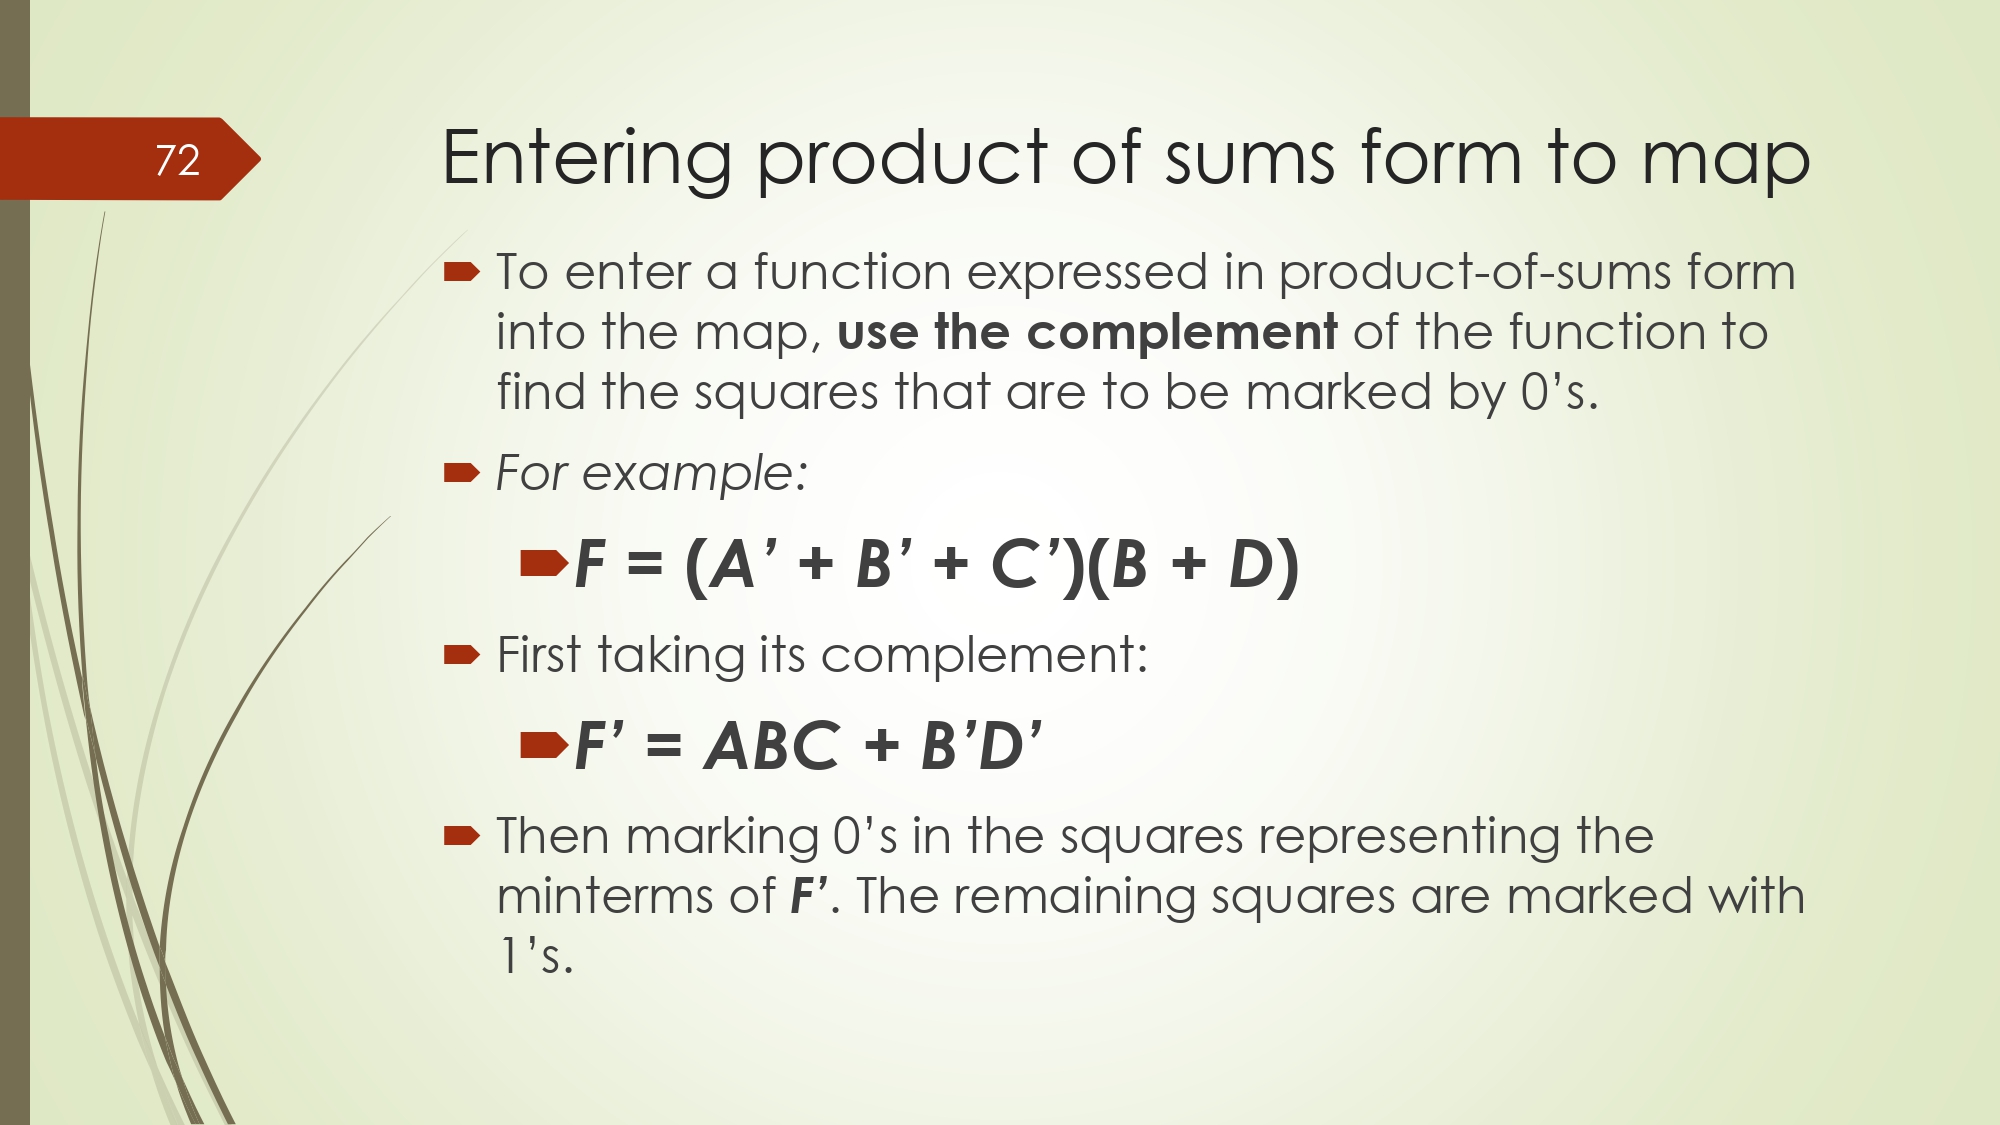 72
Entering product of sums form to map
To enter a function expressed in product-of-sums form
into the map, use the complement of the function to
find the squares that are to be marked by 0’s.
For example:
F = (A’ + B’ + C’)(B + D)
First taking its complement:
F’ = ABC + B’D’
Then marking 0’s in the squares representing the
minterms of F’. The remaining squares are marked with
1’s.